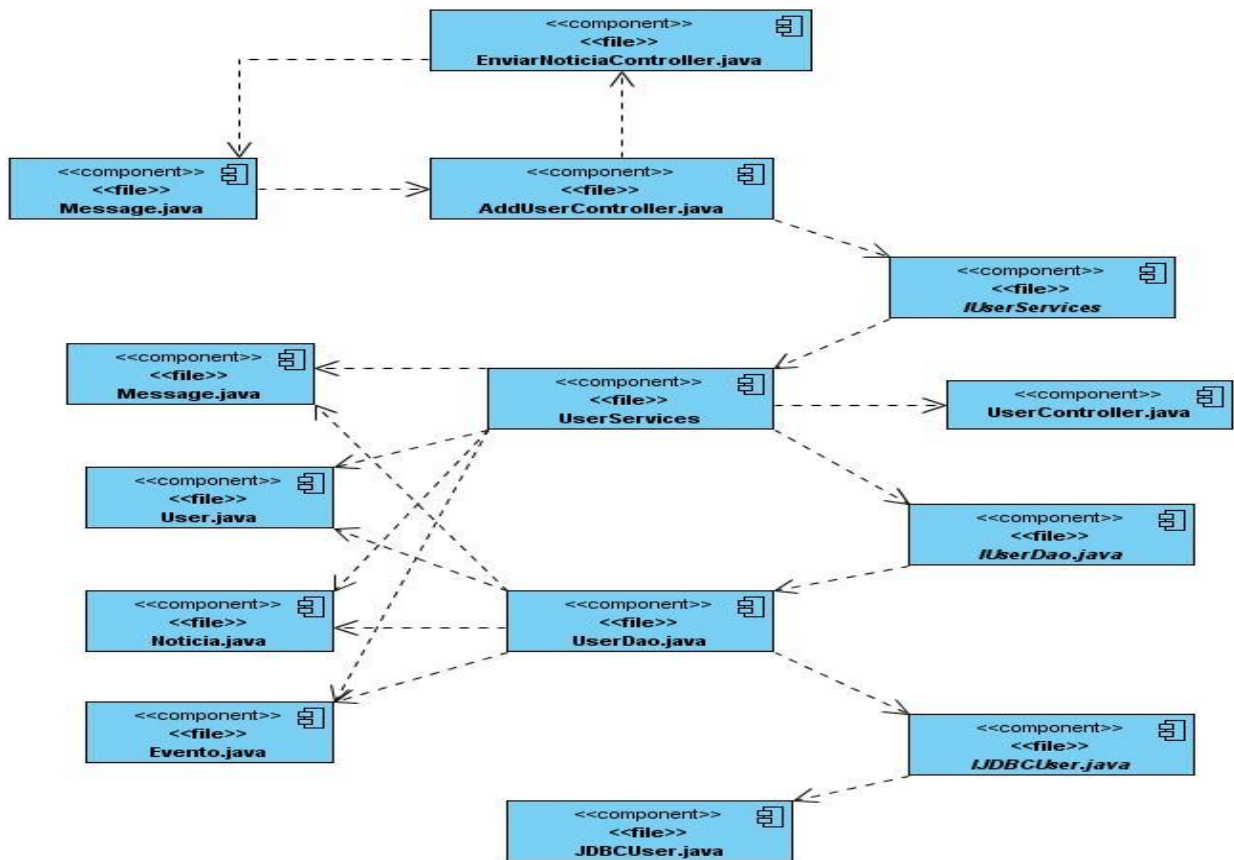 <<component>>
<<file>>
EnviarNoticiaController.java
<<component>>
<<file>>
Message.java
<<component>>
<<file>>
AddUserController.java
<<component>>
<<file>>
IUserServices
<<component>>
<<file>>
Message.java
<<component>>
<<file>>
UserServices
<<component>>
UserController.java
<<component>>
<<file>>
User.java
<<component>>
<<file>>
IUserDao.java
<<component>>
<<file>>
Noticia.java
<<component>>
<<file>>
UserDao.java
<<component>>
<<file>>
Evento.java
<<component>>
<<file>>
IJDBCUser.java
<<component>>
<<file>>
JDBCUser.java